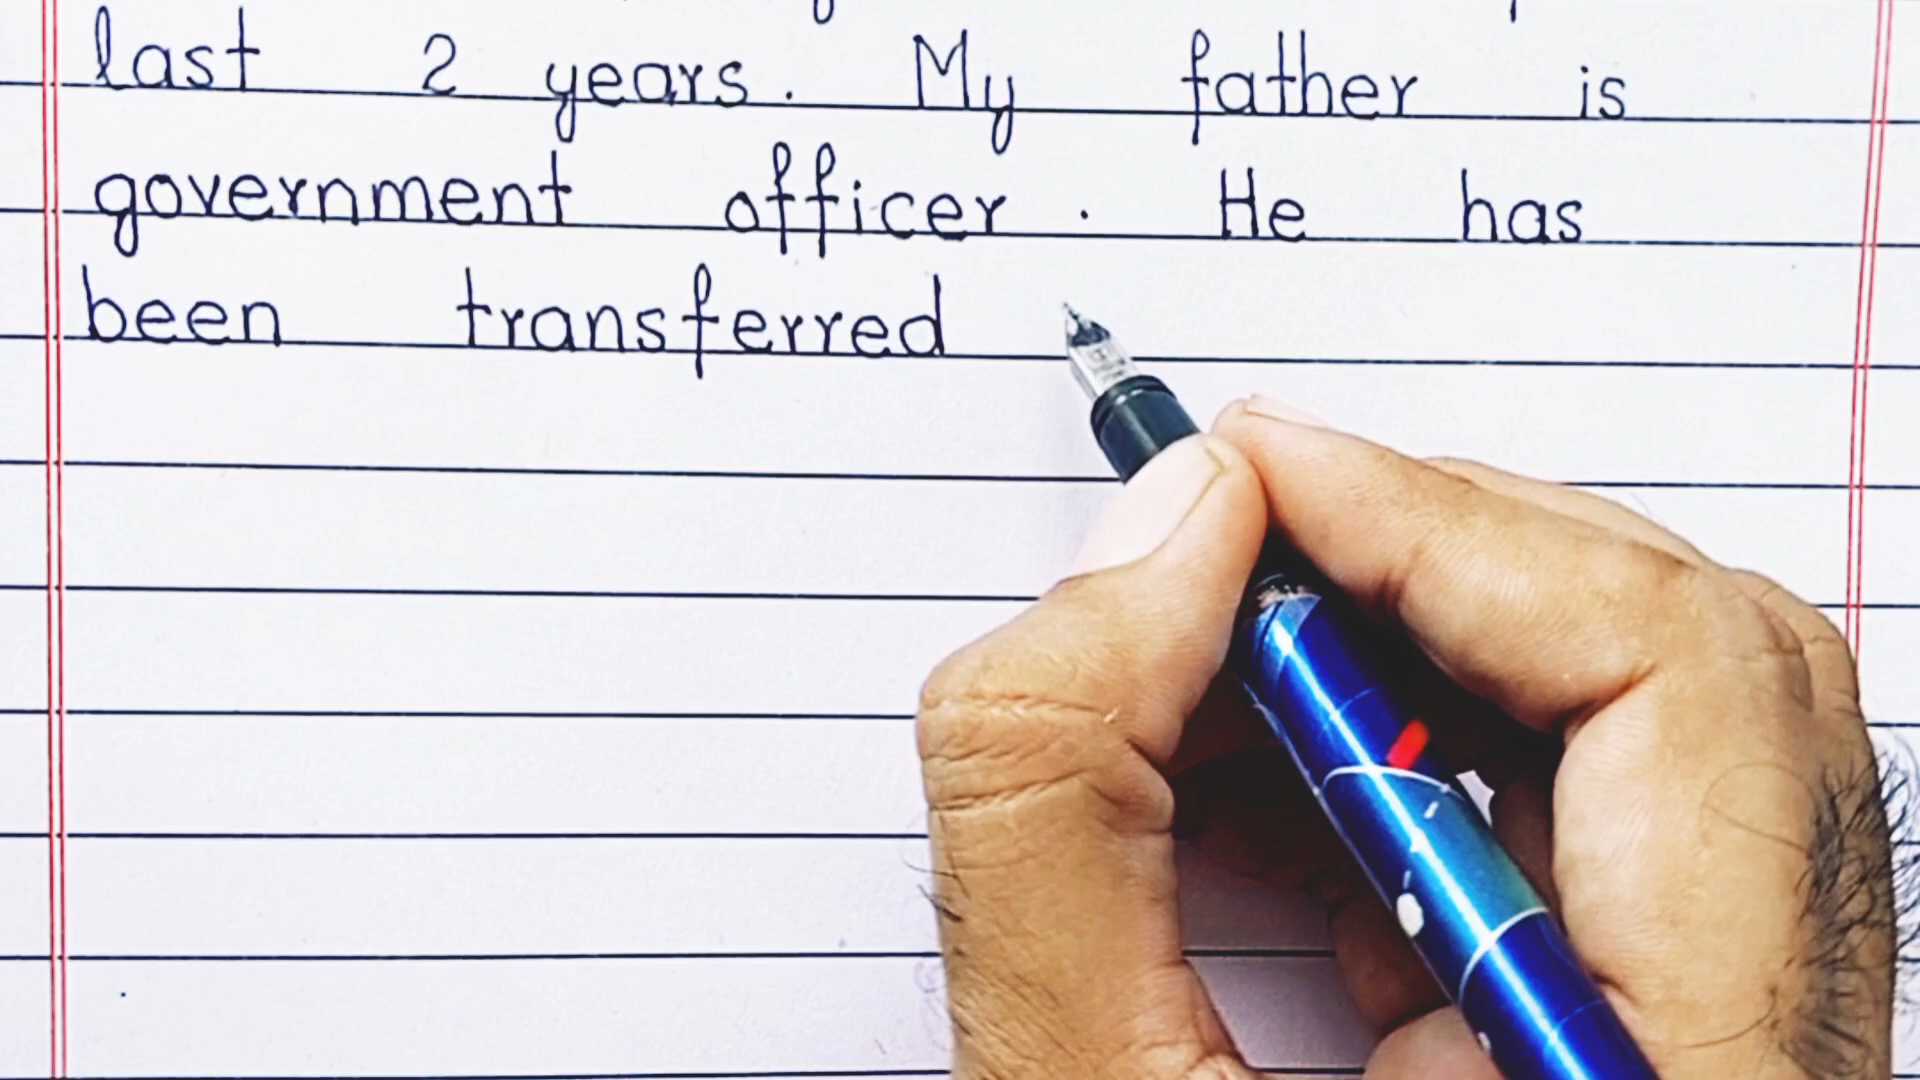 last 2 years. My father is
government officer. He has
been transferred